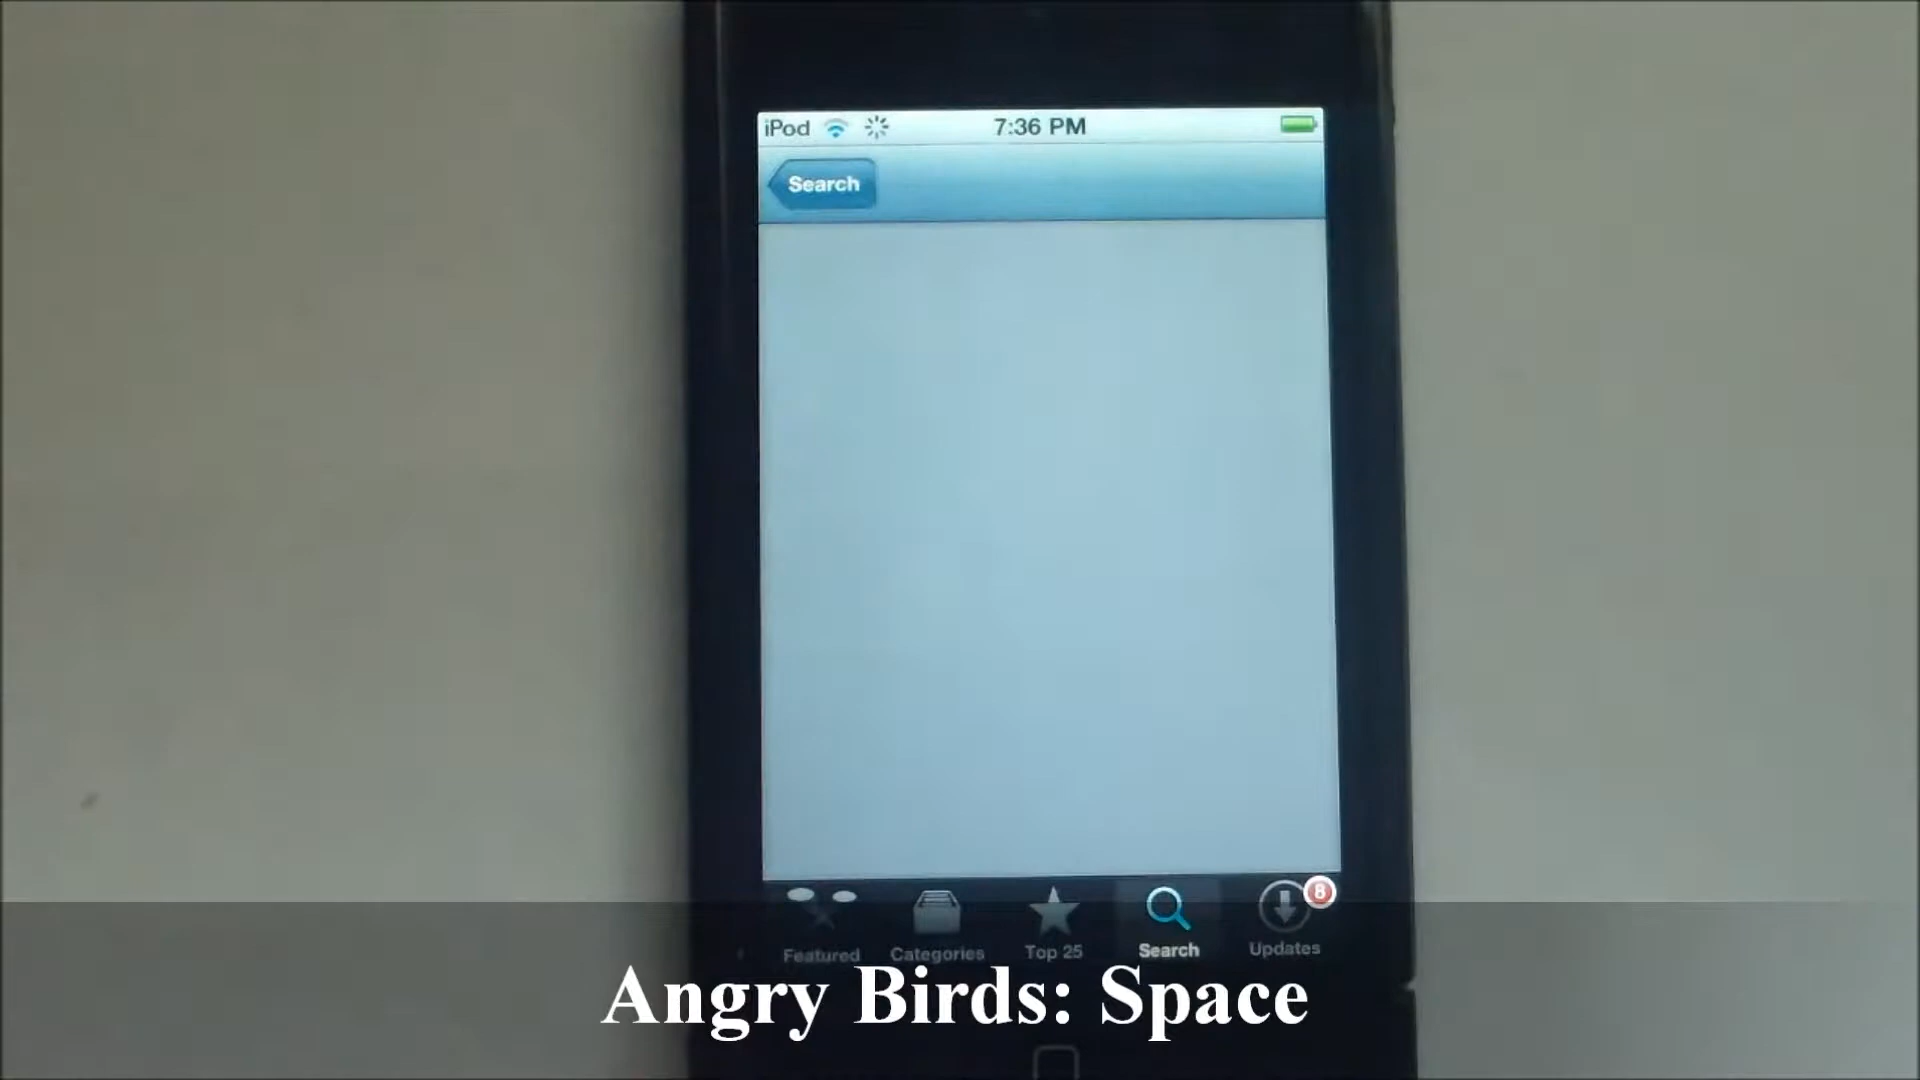 iPod 7:36 PM
Search
8
Featured Categories Top 25 Search Updates
Angry Birds: Space